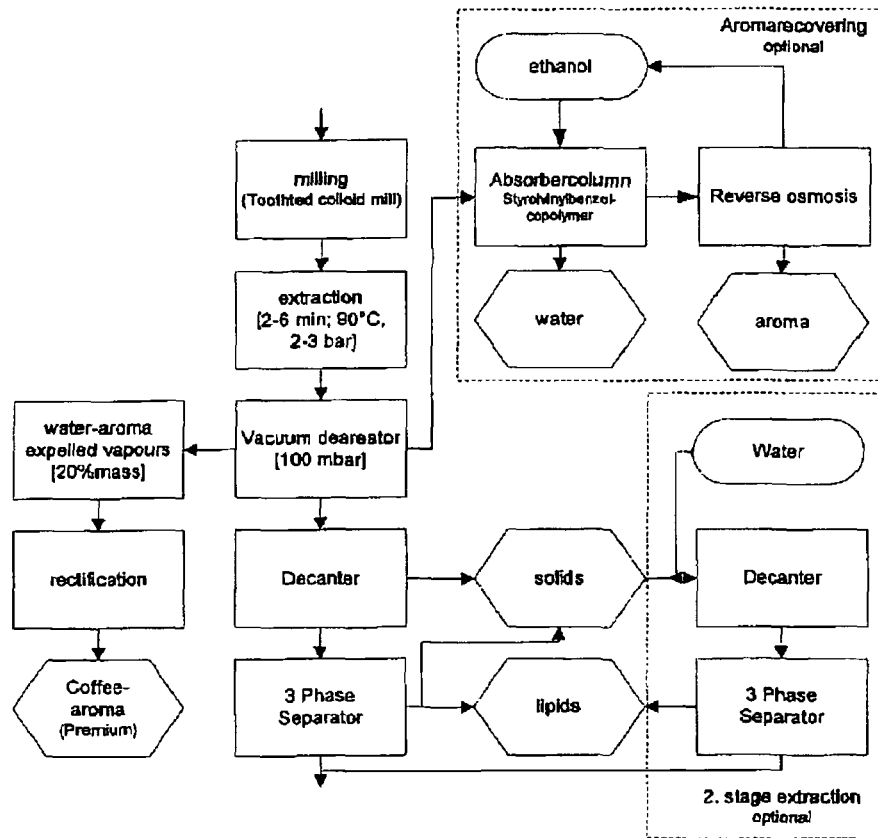 Aromarecovering
optional
ethanol
milling
(Toothted colloid mill)
Absorbercolumn
Styrolvinylbenzol-
copolymer
Reverse osmosis
extraction
[2-6 min; 90°C,
2-3 bar]
water
aroma
water-aroma
expelled vapours
[20%mass]
Vacuum deareator
[100 mbar]
Water
rectification
Decanter
solids
Decanter
Coffee-
aroma
(Premium)
3 Phase
Separator
lipids
3 Phase
Separator
2. stage extraction
optional